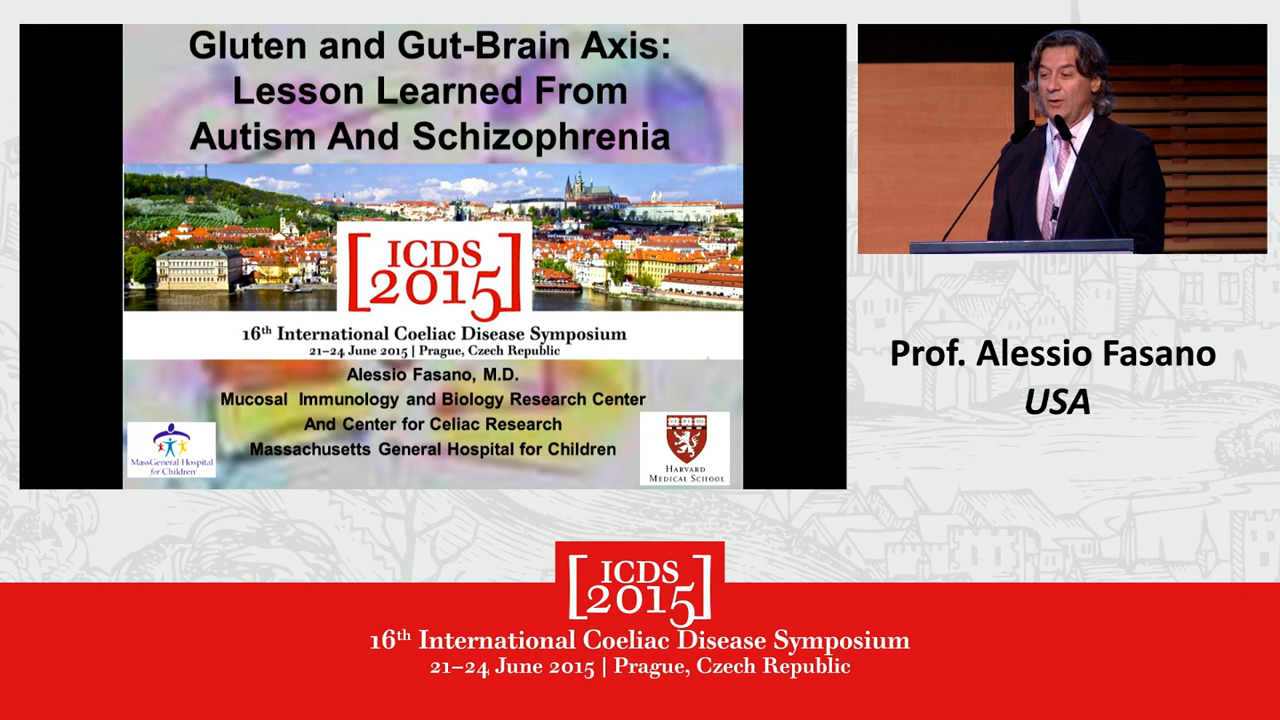 Gluten and Gut-Brain Axis:
Lesson Learned From
Autism And Schizophrenia
[ICDS
2015]
16th International Coeliac Disease Symposium
21–24 June 2015 | Prague, Czech Republic
Alessio Fasano, M.D.
Mucosal Immunology and Biology Research Center
And Center for Celiac Research
Massachusetts General Hospital for Children
MassGeneral Hospital
for Children
HARVARD
MEDICAL SCHOOL
Prof. Alessio Fasano
USA
[ICDS
2015]
16th International Coeliac Disease Symposium
21–24 June 2015 | Prague, Czech Republic